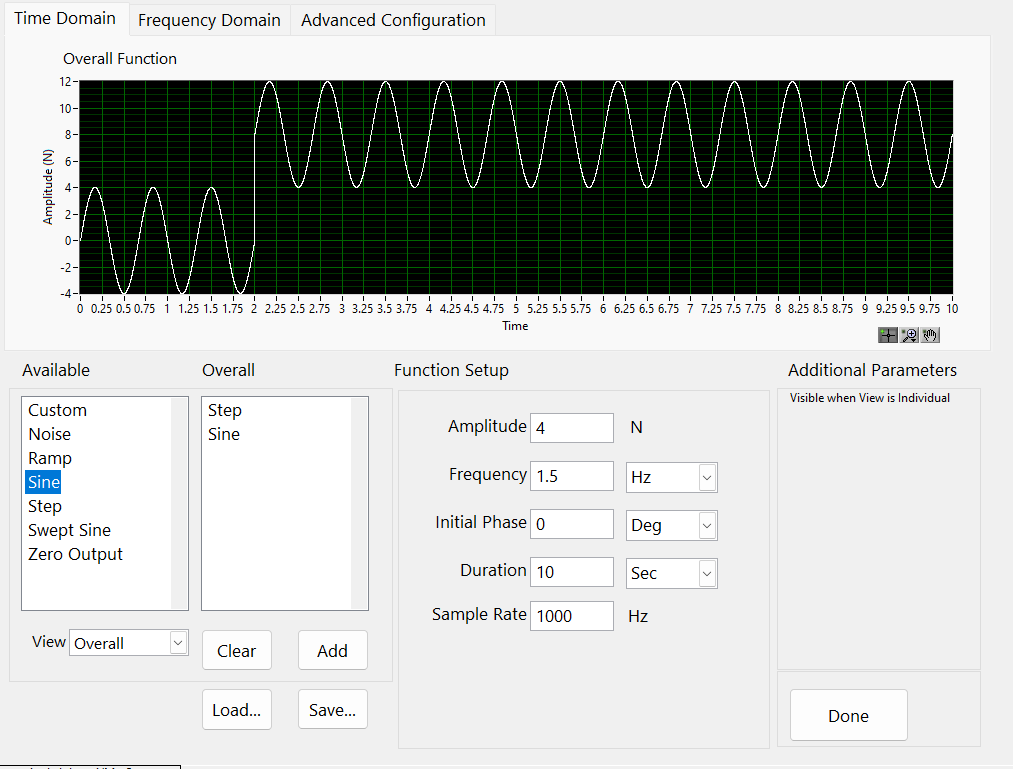 Time Domain
Frequency Domain
Advanced Configuration
Overall Function
Amplitude (N)
12
10
8
6
4
2
0
-2
-4
0 0.25 0.5 0.75 1 1.25 1.5 1.75 2 2.25 2.5 2.75 3 3.25 3.5 3.75 4 4.25 4.5 4.75 5 5.25 5.5 5.75 6 6.25 6.5 6.75 7 7.25 7.5 7.75 8 8.25 8.5 8.75 9 9.25 9.5 9.75 10
Time
Available
Custom
Noise
Ramp
Sine
Step
Swept Sine
Zero Output
View Overall
Overall
Step
Sine
Clear
Add
Load...
Save...
Function Setup
Amplitude 4 N
Frequency 1.5 Hz
Initial Phase 0 Deg
Duration 10 Sec
Sample Rate 1000 Hz
Additional Parameters
Visible when View is Individual
Done